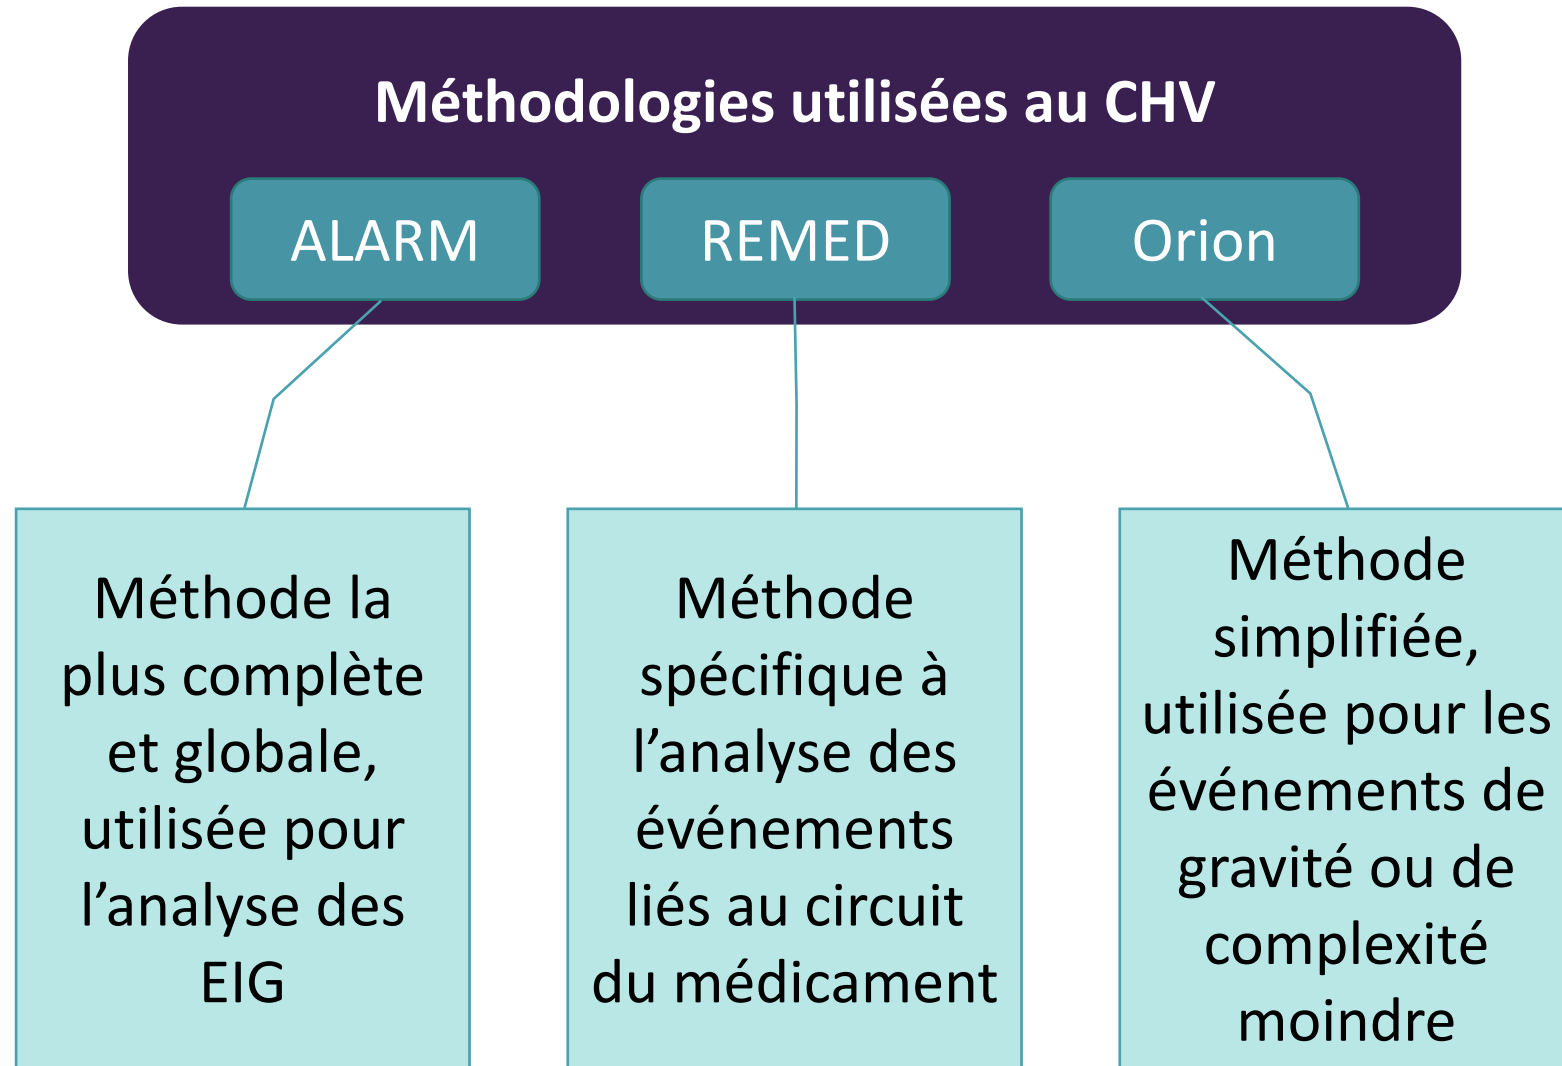 Méthodologies utilisées au CHV
ALARM
REMED
Orion
Méthode la
plus complète
et globale,
utilisée pour
l’analyse des
EIG
Méthode
spécifique à
l’analyse des
événements
liés au circuit
du médicament
Méthode
simplifiée,
utilisée pour les
événements de
gravité ou de
complexité
moindre